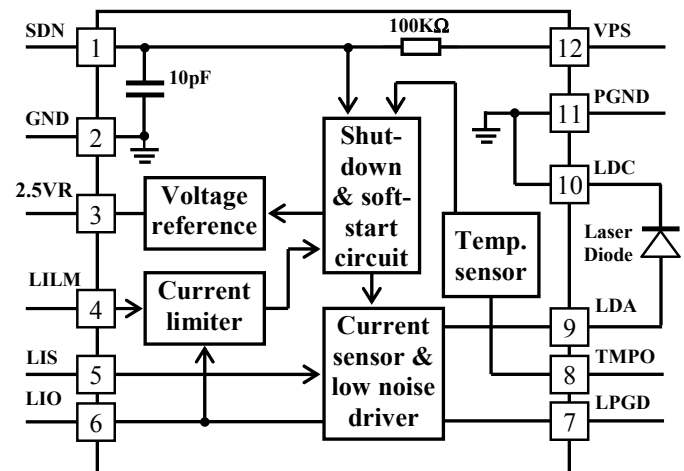 SDN
1
100KΩ
12
VPS
10pF
GND
2
11
PGND
Shut-
down
& soft-
start
circuit
2.5VR
3
Voltage
reference
10
LDC
Laser
Diode
Temp.
sensor
LILM
4
Current
limiter
Current
sensor &
low noise
driver
9
LDA
LIS
5
8
TMPO
LIO
6
7
LPGD